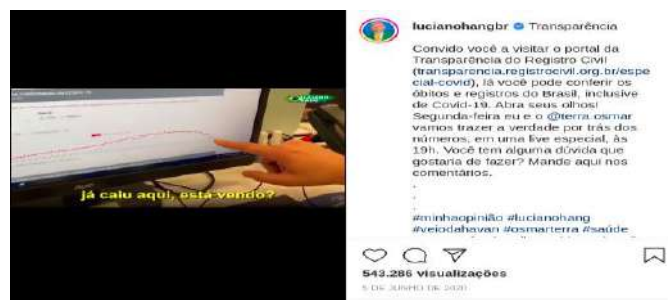 já caiu aqui, está vendo?
lucianohangbr Transparência
Convido você a visitar o portal da
Transparência do Registro Civil
(transparencia.registrocivil.org.br/espe
cial-covid), lá você pode conferir os
óbitos e registros do Brasil, inclusive
de Covid-19. Abra seus olhos!
Segunda-feira eu e o @terra.osmar
vamos trazer a verdade por trás dos
números, em uma live especial, às
19h. Você tem alguma dúvida que
gostaria de fazer? Mande aqui nos
comentários.
.
.
.
#minhaopinião #lucianohang
#veiodahavan #osmarterra #saúde
543.286 visualizações
5 DE JUNHO DE 2020